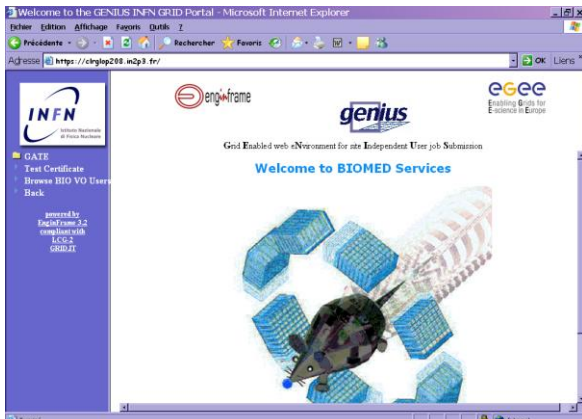 Welcome to the GENIUS INFN GRID Portal - Microsoft Internet Explorer
Fichier Edition Affichage Favoris Outils ?
Précédente Rechercher Favoris
Adresse https://clrglop208.in2p3.fr/ OK Liens
INFN
Istituto Nazionale
di Fisica Nucleare
GATE
Test Certificate
Browse BIO VO Users
Back
powered by
EnginFrame 3.2
compliant with
LCG-2
GRID.IT
enginframe
genius
egee
Enabling Grids for
E-science in Europe
Grid Enabled web eNvironment for site Independent User job Submission
Welcome to BIOMED Services